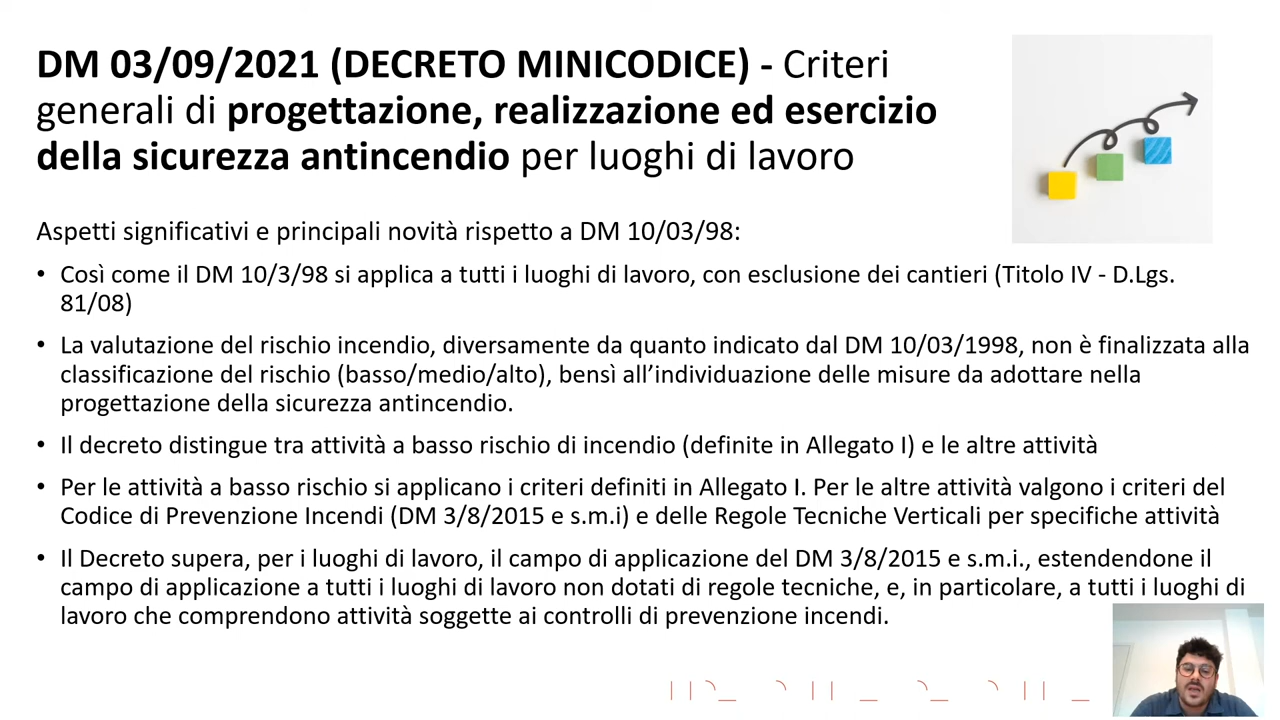 DM 03/09/2021 (DECRETO MINICODICE) - Criteri
generali di progettazione, realizzazione ed esercizio
della sicurezza antincendio per luoghi di lavoro
Aspetti significativi e principali novità rispetto a DM 10/03/98:
• Così come il DM 10/3/98 si applica a tutti i luoghi di lavoro, con esclusione dei cantieri (Titolo IV - D.Lgs.
81/08)
• La valutazione del rischio incendio, diversamente da quanto indicato dal DM 10/03/1998, non è finalizzata alla
classificazione del rischio (basso/medio/alto), bensì all’individuazione delle misure da adottare nella
progettazione della sicurezza antincendio.
• Il decreto distingue tra attività a basso rischio di incendio (definite in Allegato I) e le altre attività
• Per le attività a basso rischio si applicano i criteri definiti in Allegato I. Per le altre attività valgono i criteri del
Codice di Prevenzione Incendi (DM 3/8/2015 e s.m.i) e delle Regole Tecniche Verticali per specifiche attività
• Il Decreto supera, per i luoghi di lavoro, il campo di applicazione del DM 3/8/2015 e s.m.i., estendendone il
campo di applicazione a tutti i luoghi di lavoro non dotati di regole tecniche, e, in particolare, a tutti i luoghi di
lavoro che comprendono attività soggette ai controlli di prevenzione incendi.